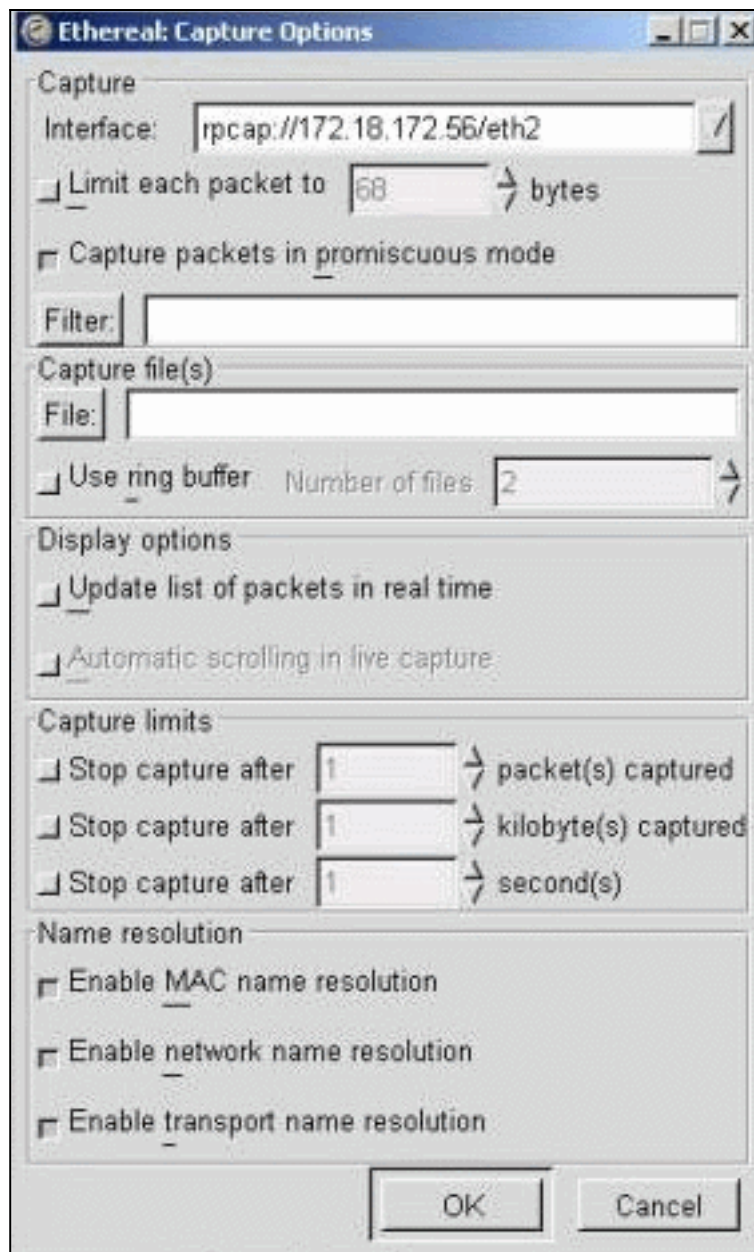 Ethereal: Capture Options
Capture
Interface: rpcap://172.18.172.56/eth2
Limit each packet to 68 bytes
Capture packets in promiscuous mode
Filter:
Capture file(s)
File:
Use ring buffer Number of files 2
Display options
Update list of packets in real time
Automatic scrolling in live capture
Capture limits
Stop capture after 1 packet(s) captured
Stop capture after 1 kilobyte(s) captured
Stop capture after 1 second(s)
Name resolution
Enable MAC name resolution
Enable network name resolution
Enable transport name resolution
OK Cancel